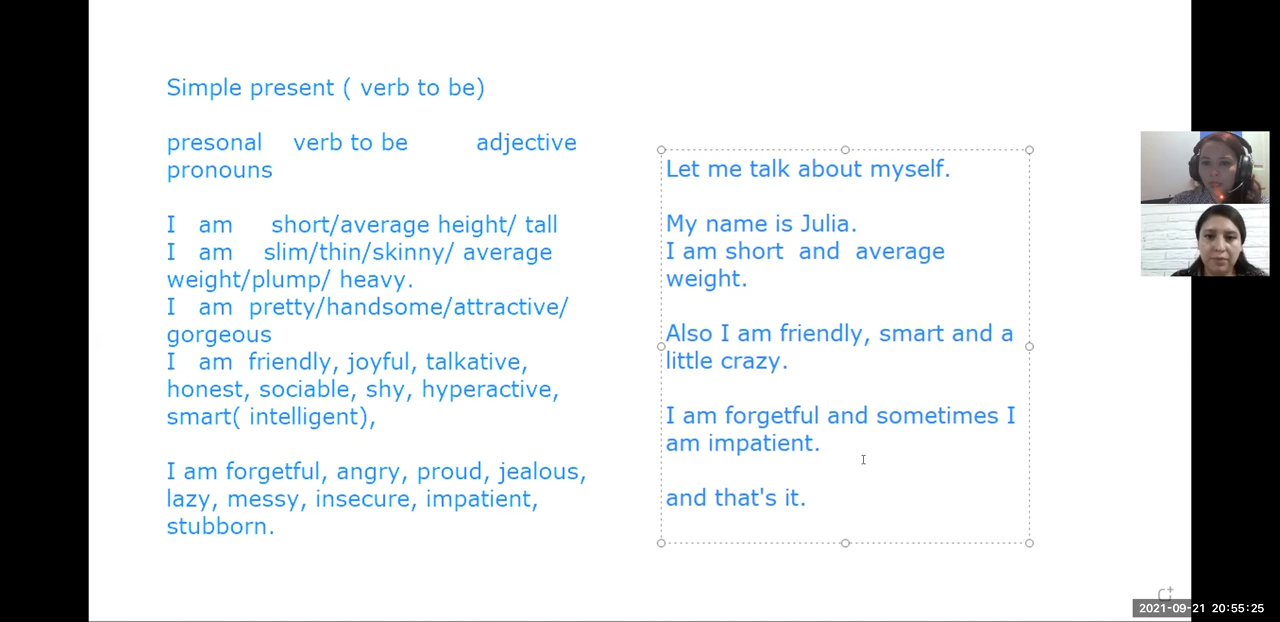 Simple present ( verb to be)
presonal verb to be adjective
pronouns
I am short/average height/ tall
I am slim/thin/skinny/ average
weight/plump/ heavy.
I am pretty/handsome/attractive/
gorgeous
I am friendly, joyful, talkative,
honest, sociable, shy, hyperactive,
smart( intelligent),
I am forgetful, angry, proud, jealous,
lazy, messy, insecure, impatient,
stubborn.
Let me talk about myself.
My name is Julia.
I am short and average
weight.
Also I am friendly, smart and a
little crazy.
I am forgetful and sometimes I
am impatient.
and that's it.
2021-09-21 20:55:25